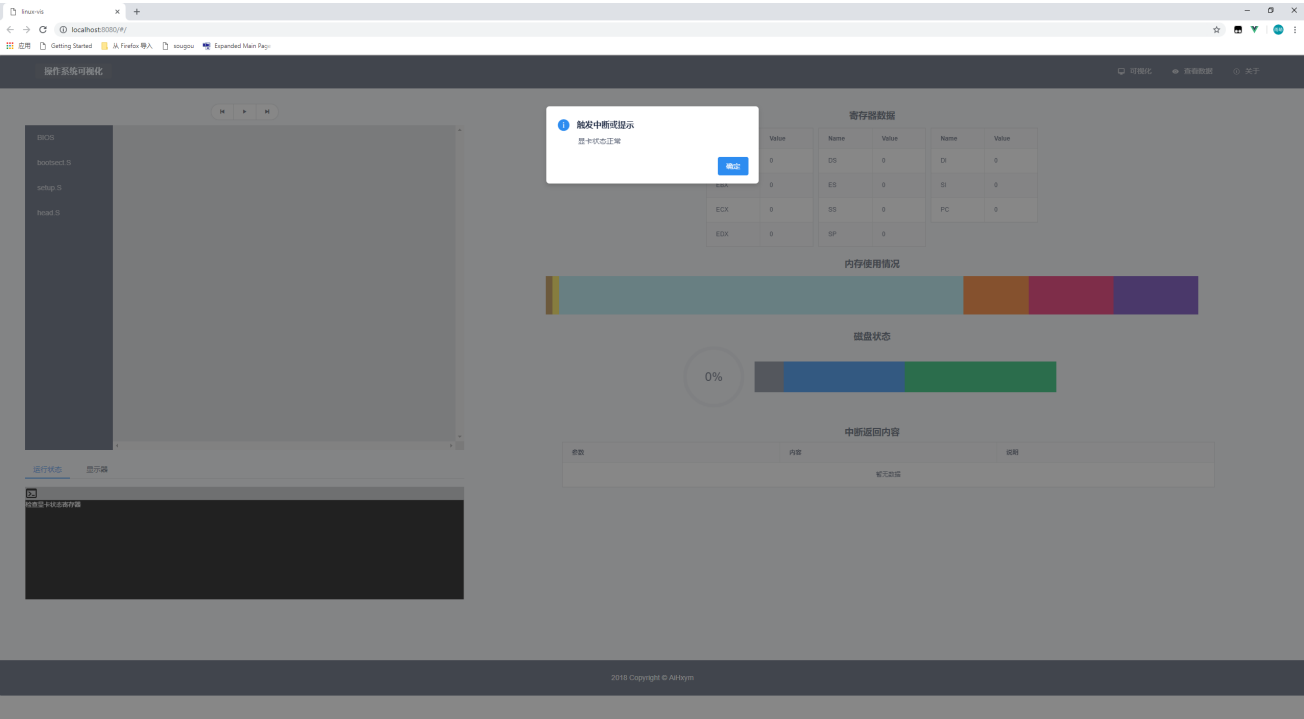 linux-vis
localhost:8080/#/
应用 Getting Started 从 Firefox 导入 sougou Expanded Main Page
操作系统可视化
可视化 查看数据 关于
BIOS
bootsect.S
setup.S
head.S
触发中断或提示
显卡状态正常
确定
寄存器数据
Value Name Value Name Value
0 DS 0 DI 0
EBX 0 ES 0 SI 0
ECX 0 SS 0 PC 0
EDX 0 SP 0
内存使用情况
磁盘状态
0%
中断返回内容
参数 内容 说明
暂无数据
运行状态 显示器
检查显卡状态寄存器
2018 Copyright © AiHxym